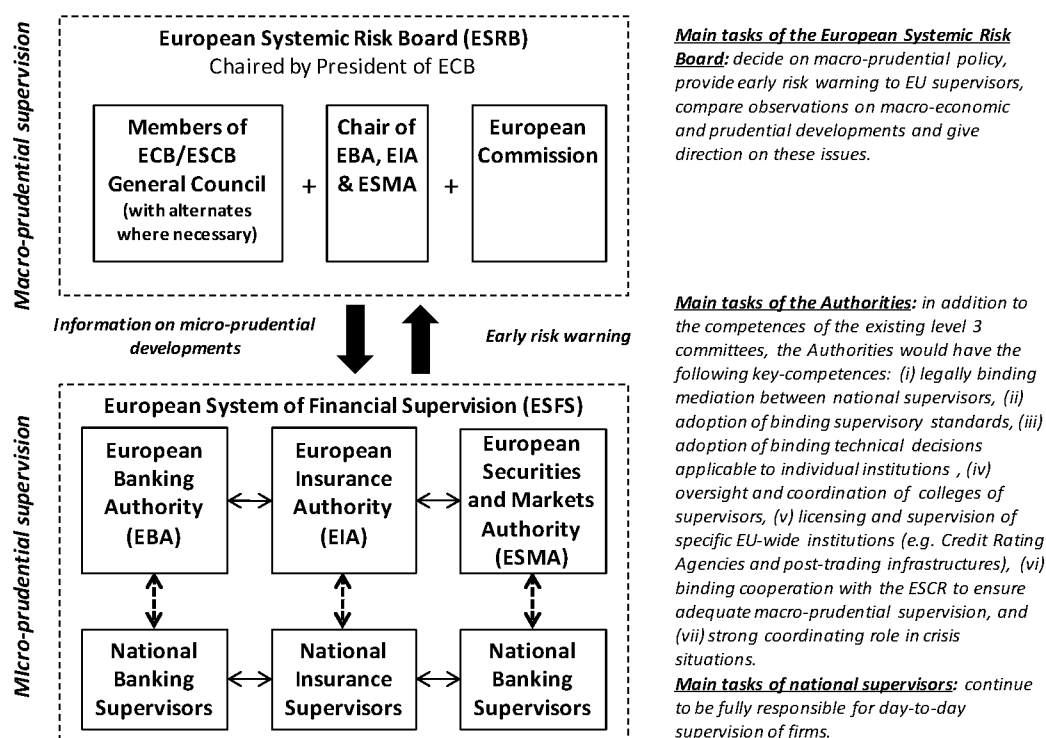 Macro-prudential supervision
European Systemic Risk Board (ESRB)
Chaired by President of ECB
Members of
ECB/ESCB
General Council
(with alternates
where necessary)
+
Chair of
EBA, EIA
& ESMA
+
European
Commission
Main tasks of the European Systemic Risk
Board: decide on macro-prudential policy,
provide early risk warning to EU supervisors,
compare observations on macro-economic
and prudential developments and give
direction on these issues.
Information on micro-prudential
developments
Early risk warning
Micro-prudential supervision
European System of Financial Supervision (ESFS)
European
Banking
Authority
(EBA)
European
Insurance
Authority
(EIA)
European
Securities
and Markets
Authority
(ESMA)
National
Banking
Supervisors
National
Insurance
Supervisors
National
Banking
Supervisors
Main tasks of the Authorities: in addition to
the competences of the existing level 3
committees, the Authorities would have the
following key-competences: (i) legally binding
mediation between national supervisors, (ii)
adoption of binding supervisory standards, (iii)
adoption of binding technical decisions
applicable to individual institutions , (iv)
oversight and coordination of colleges of
supervisors, (v) licensing and supervision of
specific EU-wide institutions (e.g. Credit Rating
Agencies and post-trading infrastructures), (vi)
binding cooperation with the ESCR to ensure
adequate macro-prudential supervision, and
(vii) strong coordinating role in crisis
situations.
Main tasks of national supervisors: continue
to be fully responsible for day-to-day
supervision of firms.